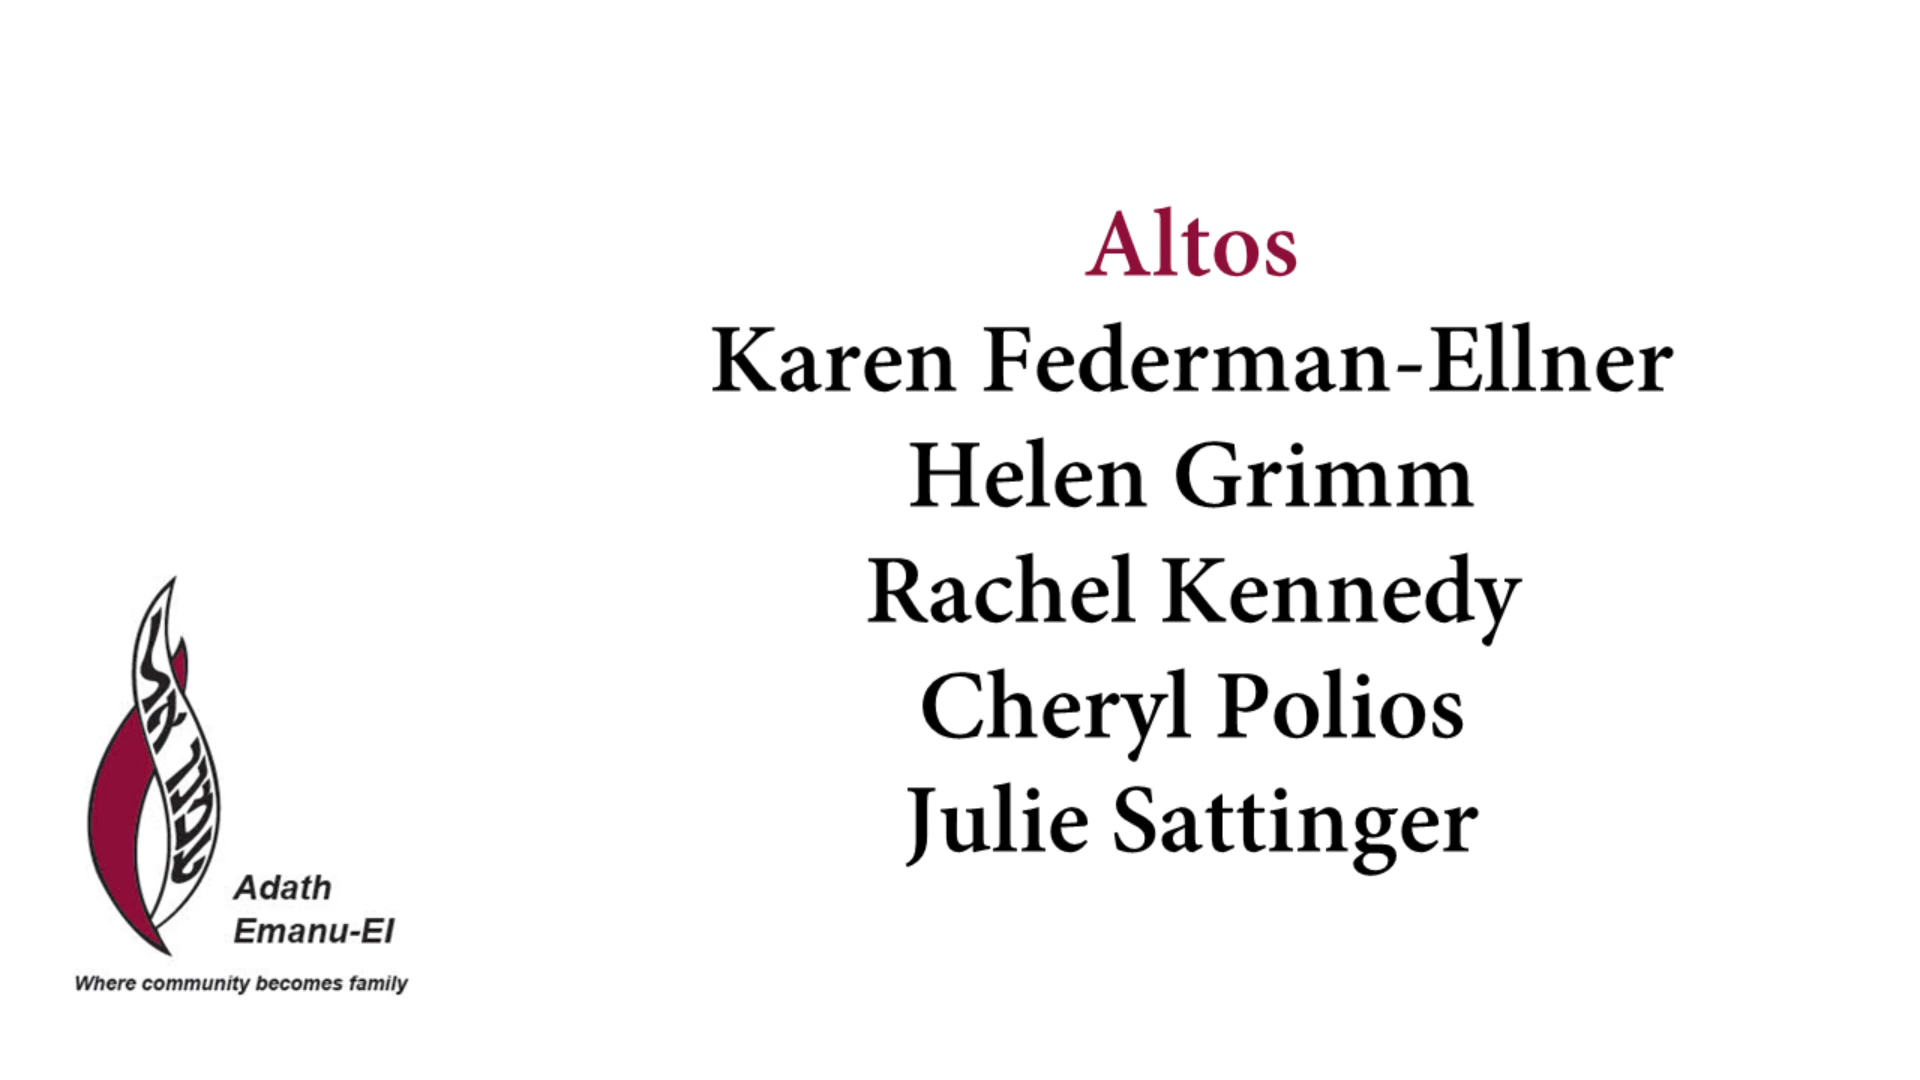 Altos
Karen Federman-Ellner
Helen Grimm
Rachel Kennedy
Cheryl Polios
Julie Sattinger
Adath
Emanu-El
Where community becomes family